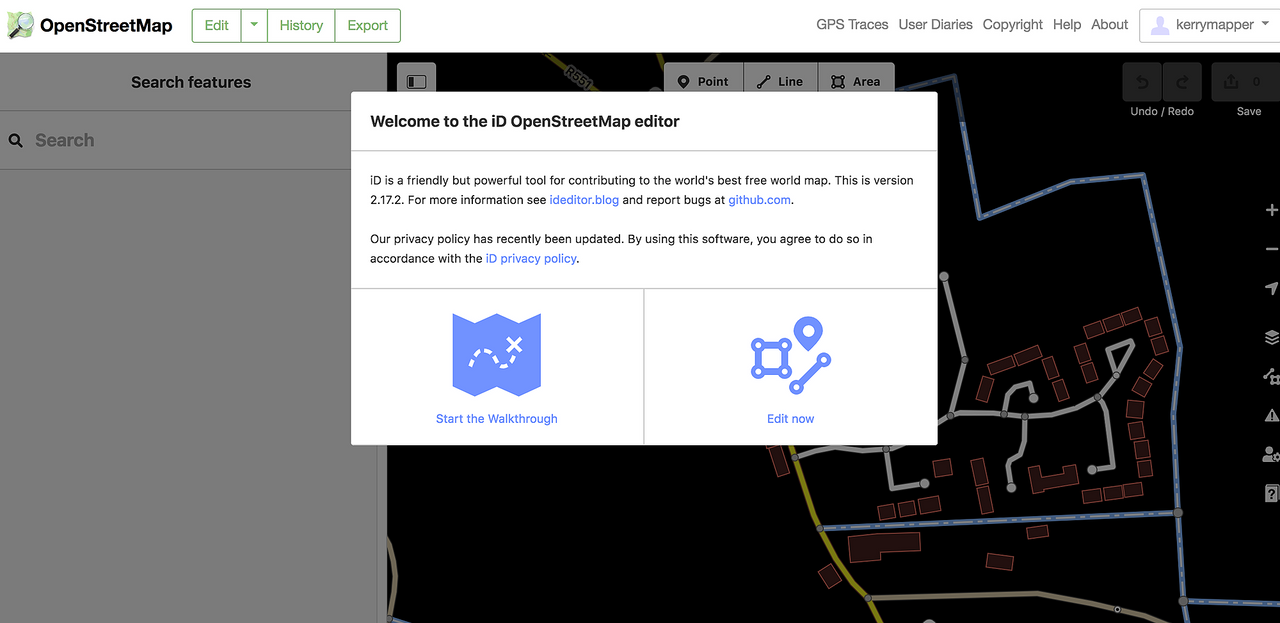 OpenStreetMap
Edit
History
Export
GPS Traces
User Diaries
Copyright
Help
About
kerrymapper
Search features
R551
Point
Line
Area
0
Undo / Redo
Save
Search
Welcome to the iD OpenStreetMap editor
iD is a friendly but powerful tool for contributing to the world's best free world map. This is version
2.17.2. For more information see ideditor.blog and report bugs at github.com.
Our privacy policy has recently been updated. By using this software, you agree to do so in
accordance with the iD privacy policy.
Start the Walkthrough
Edit now